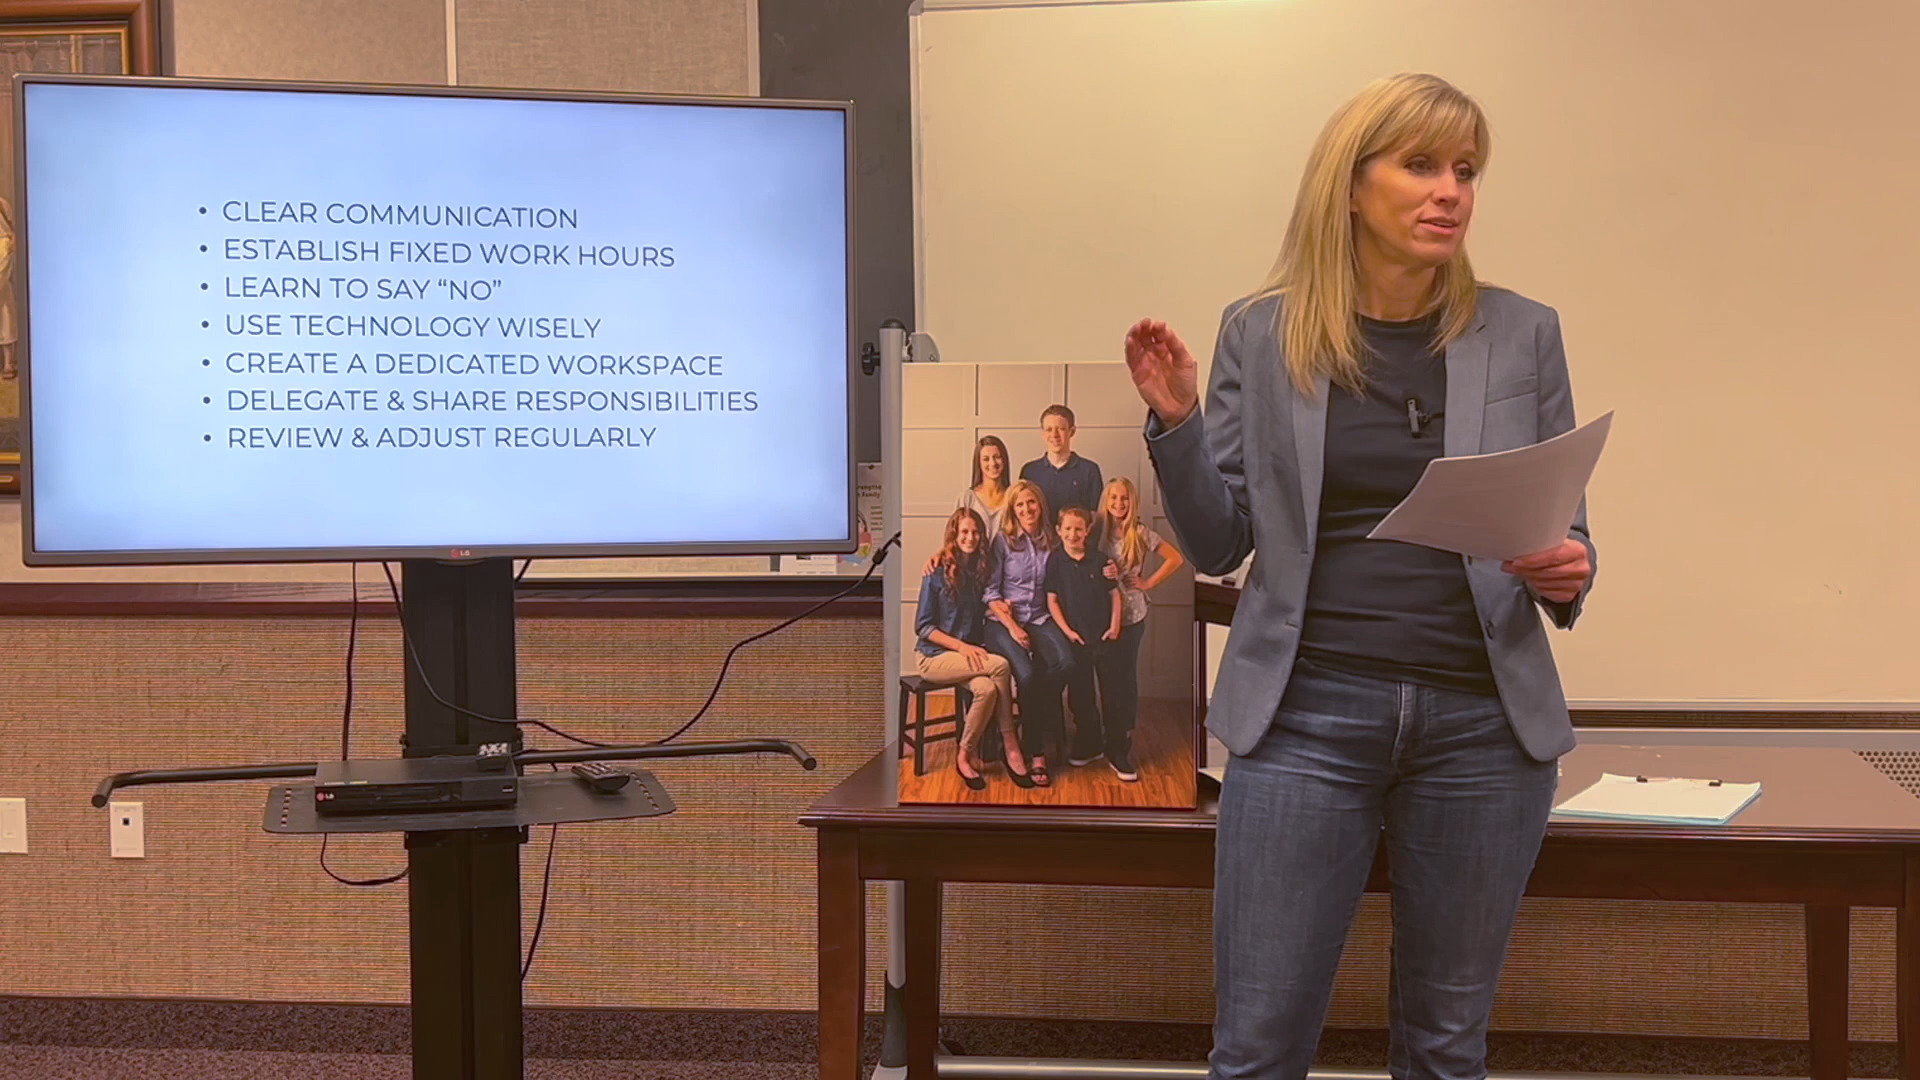 • CLEAR COMMUNICATION
• ESTABLISH FIXED WORK HOURS
• LEARN TO SAY “NO”
• USE TECHNOLOGY WISELY
• CREATE A DEDICATED WORKSPACE
• DELEGATE & SHARE RESPONSIBILITIES
• REVIEW & ADJUST REGULARLY
LG
LG